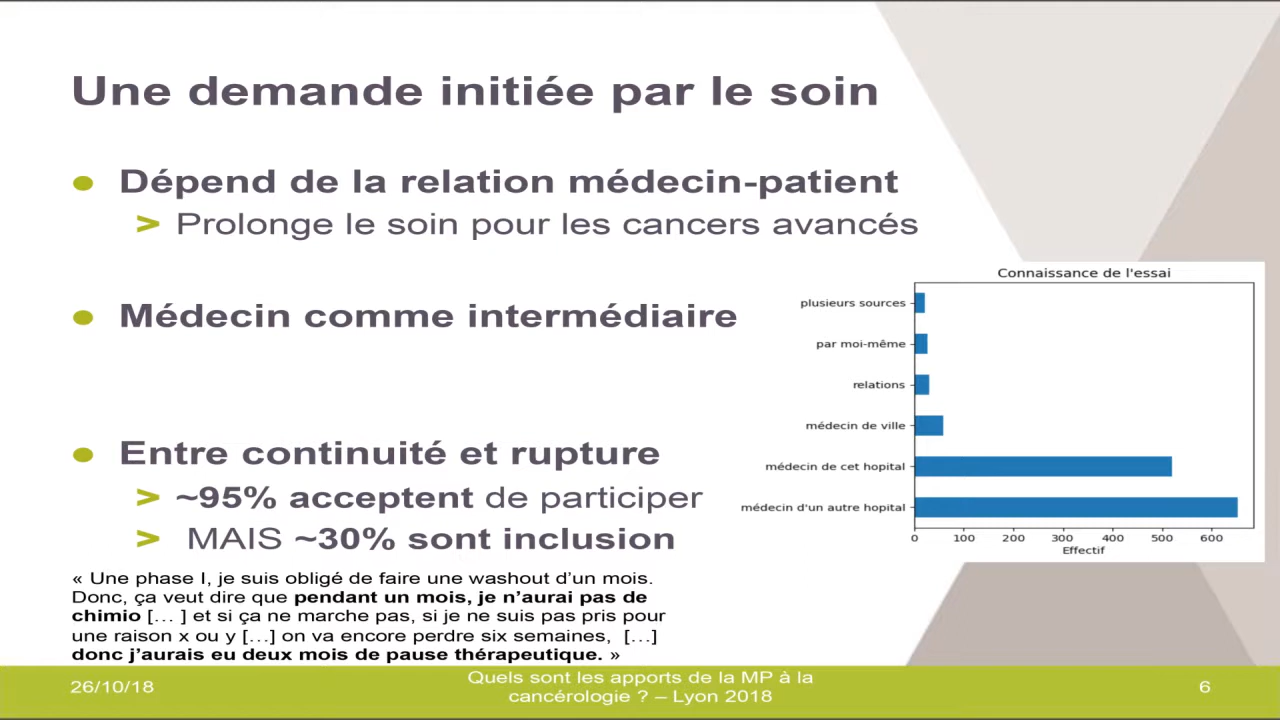 Une demande initiée par le soin
Dépend de la relation médecin-patient
> Prolonge le soin pour les cancers avancés
Médecin comme intermédiaire
Entre continuité et rupture
> ~95% acceptent de participer
> MAIS ~30% sont inclusion
« Une phase I, je suis obligé de faire une washout d’un mois.
Donc, ça veut dire que pendant un mois, je n’aurai pas de
chimio [… ] et si ça ne marche pas, si je ne suis pas pris pour
une raison x ou y […] on va encore perdre six semaines, […]
donc j’aurais eu deux mois de pause thérapeutique. »
Connaissance de l'essai
plusieurs sources
par moi-même
relations
médecin de ville
médecin de cet hopital
médecin d'un autre hopital
0 100 200 300 400 500 600
Effectif
26/10/18
Quels sont les apports de la MP à la
cancérologie ? – Lyon 2018
6